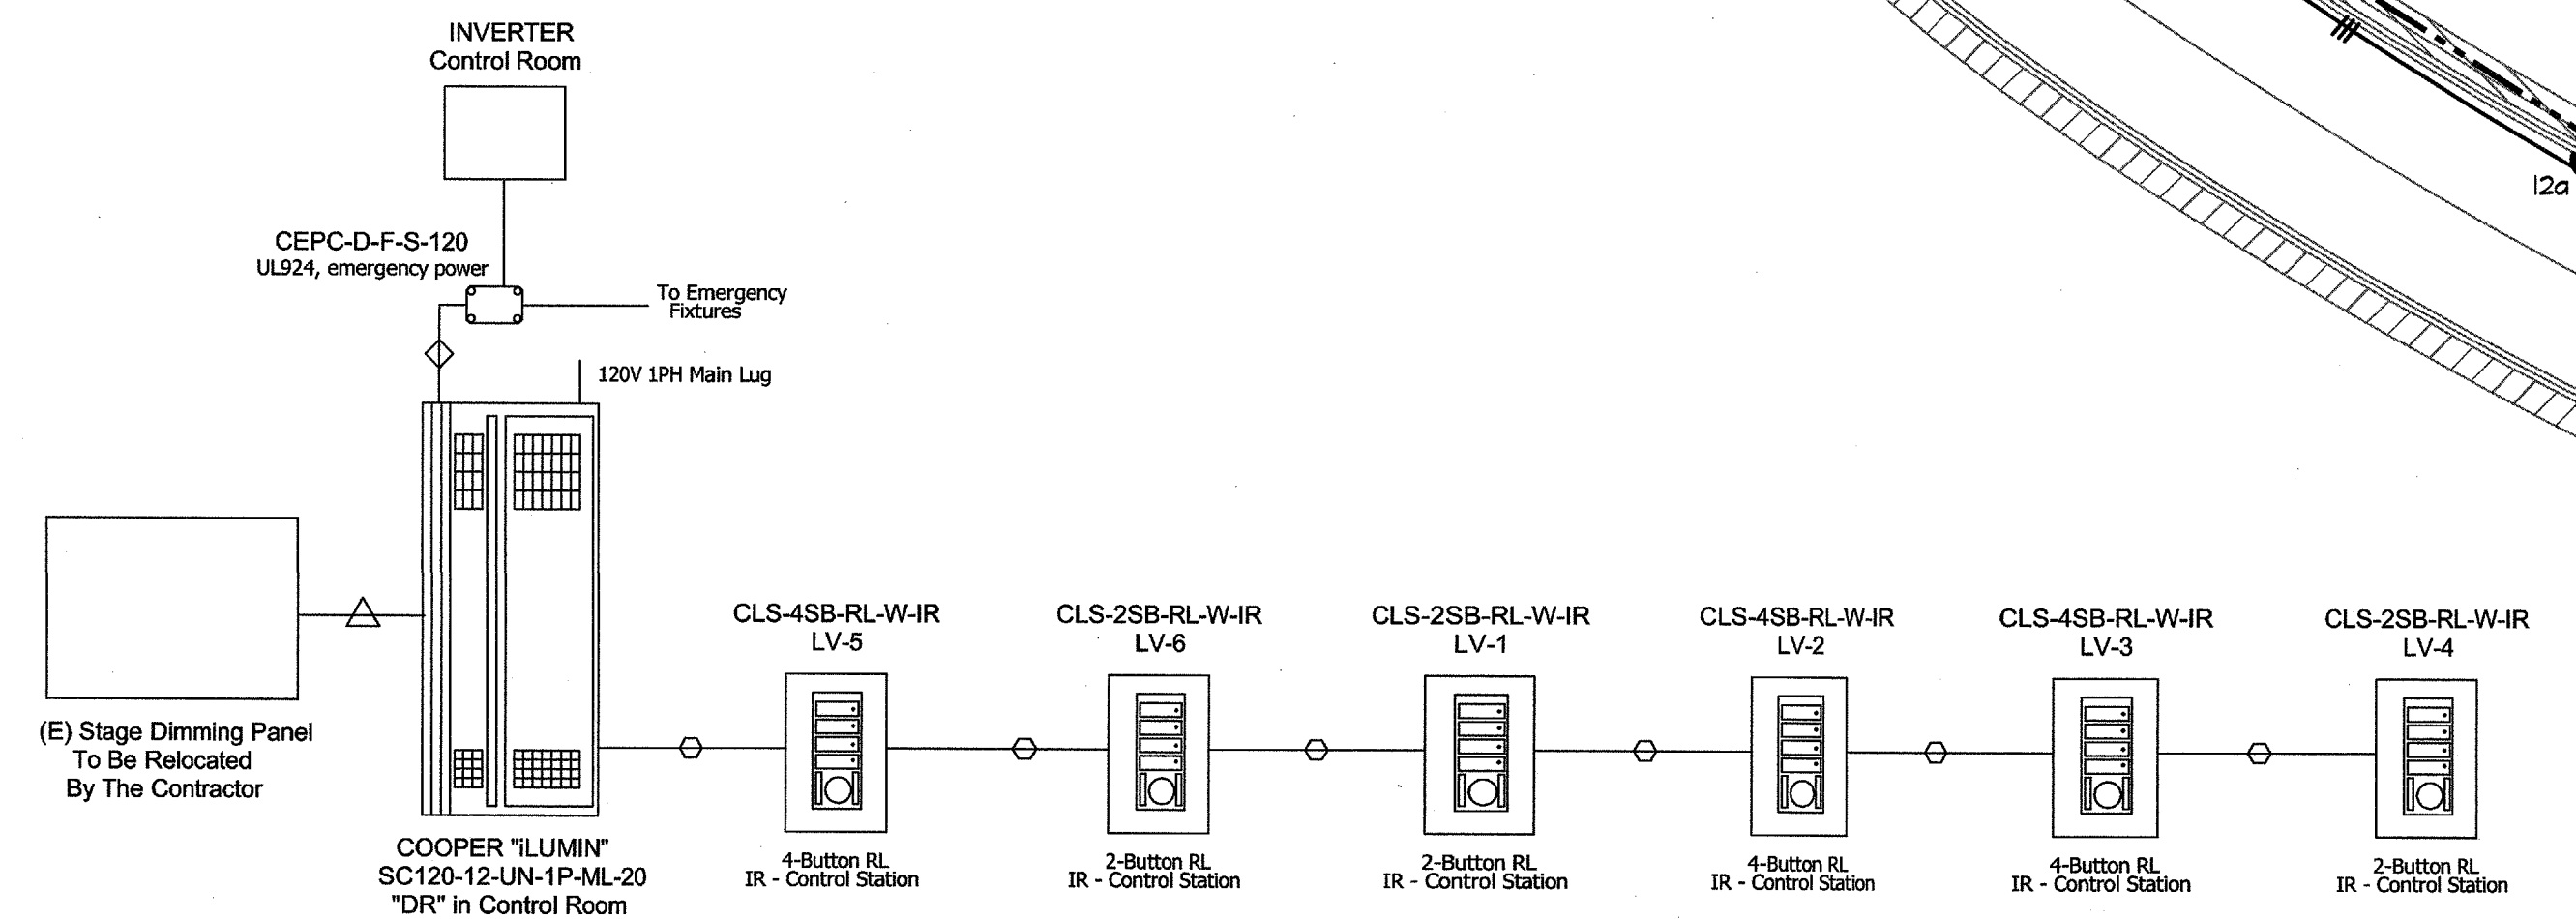 INVERTER
Control Room
CEPC-D-F-S-120
UL924, emergency power
To Emergency
Fixtures
120V 1PH Main Lug
12a
(E) Stage Dimming Panel
To Be Relocated
By The Contractor
COOPER "iLUMIN"
SC120-12-UN-1P-ML-20
"DR" in Control Room
CLS-4SB-RL-W-IR
LV-5
4-Button RL
IR - Control Station
CLS-2SB-RL-W-IR
LV-6
2-Button RL
IR - Control Station
CLS-2SB-RL-W-IR
LV-1
2-Button RL
IR - Control Station
CLS-4SB-RL-W-IR
LV-2
4-Button RL
IR - Control Station
CLS-4SB-RL-W-IR
LV-3
4-Button RL
IR - Control Station
CLS-2SB-RL-W-IR
LV-4
2-Button RL
IR - Control Station